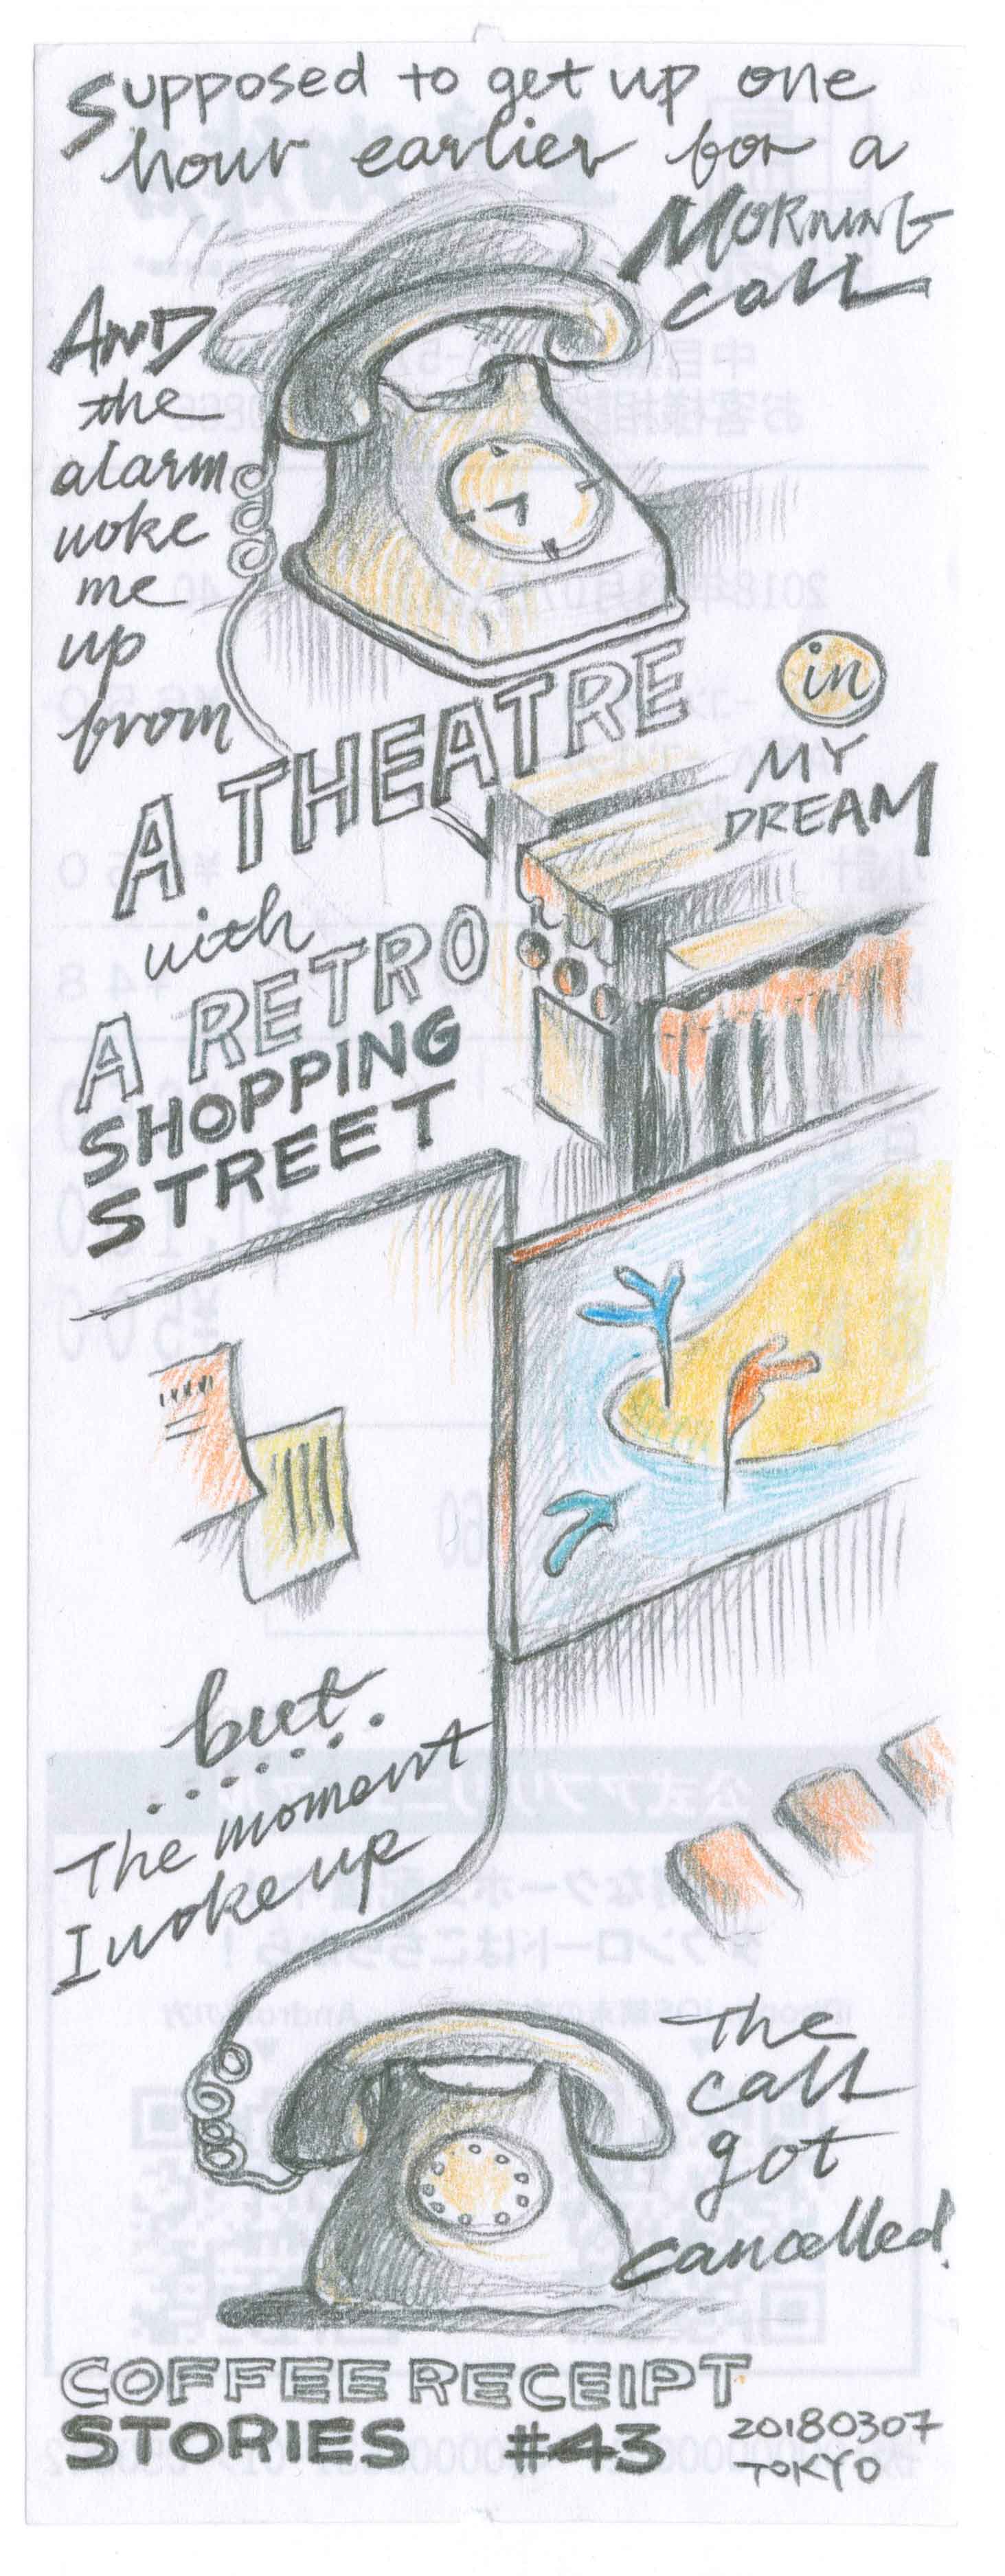 Supposed to get up one
hour earlier for a
MORNING
call
AND
the
alarm
woke
me
up
from
A THEATRE
in
MY
DREAM
with
A RETRO
SHOPPING
STREET
but.....
The moment
I woke up
The
call
got
cancelled!
COFFEE RECEIPT
STORIES #43
20180307
TOKYO